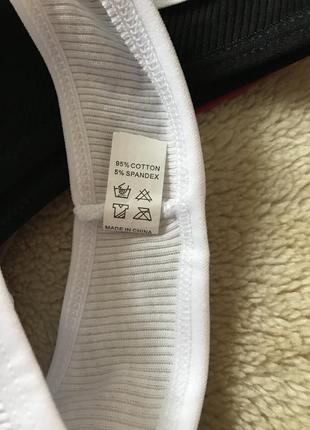 95% COTTON
5% SPANDEX
MADE IN CHINA